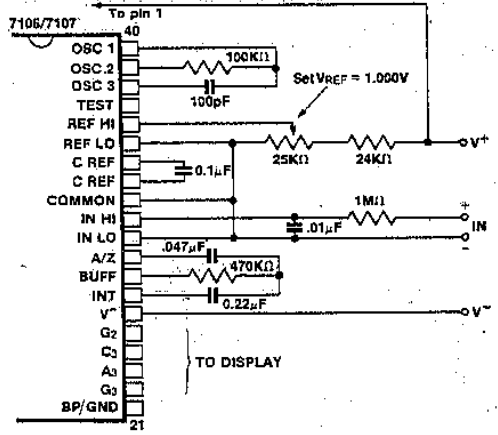 To pin 1
7106/7107
40
OSC 1
100KΩ
OSC 2
OSC 3
100pF
Set VREF = 1.000V
TEST
REF HI
REF LO
V+
25KΩ
24KΩ
C REF
0.1µF
C REF
COMMON
1MΩ
IN HI
+
.01µF
IN
IN LO
-
.047µF
A/Z
470KΩ
BUFF
INT
0.22µF
V-
V-
G2
C3
TO DISPLAY
A3
G3
BP/GND
21